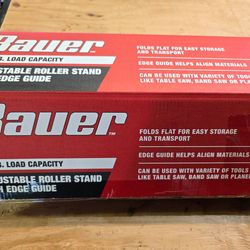 Bauer
FOLDS FLAT FOR EASY STORAGE
AND TRANSPORT
LOAD CAPACITY
EDGE GUIDE HELPS ALIGN MATERIALS
STABLE ROLLER STAND
EDGE GUIDE
CAN BE USED WITH VARIETY OF TOOLS
LIKE TABLE SAW, BAND SAW OR PLANER
Bauer™
FOLDS FLAT FOR EASY STORAGE
AND TRANSPORT
B. LOAD CAPACITY
EDGE GUIDE HELPS ALIGN MATERIALS
USTABLE ROLLER STAND
H EDGE GUIDE
CAN BE USED WITH VARIETY OF TOOLS
LIKE TABLE SAW, BAND SAW OR PLANER